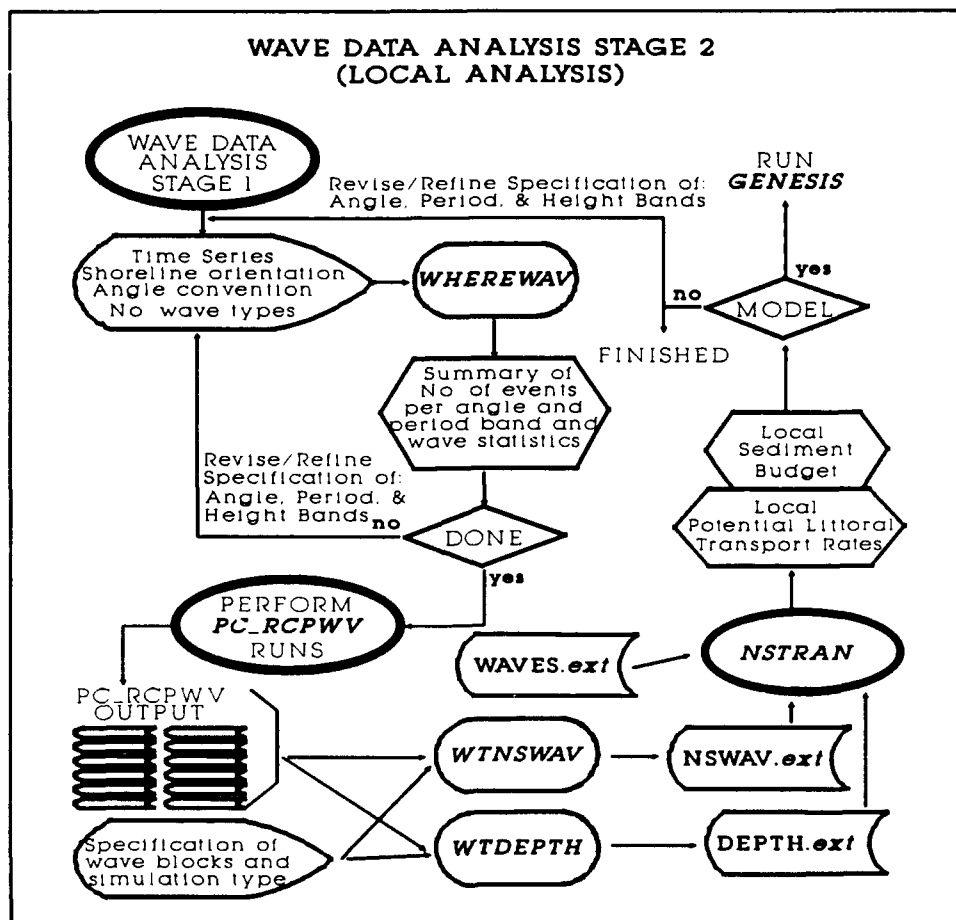 WAVE DATA ANALYSIS STAGE 2
(LOCAL ANALYSIS)
WAVE DATA
ANALYSIS
STAGE 1
Revise/Refine Specification of:
Angle, Period, & Height Bands
RUN
GENESIS
Time Series
Shoreline orientation
Angle convention
No wave types
WHEREWAV
yes
no
MODEL
FINISHED
Summary of
No of events
per angle and
period band and
wave statistics
Local
Sediment
Budget
Revise/Refine
Specification of:
Angle, Period, &
Height Bands
no
DONE
yes
Local
Potential Littoral
Transport Rates
PERFORM
PC_RCPWV
RUNS
WAVES.ext
NSTRAN
PC_RCPWV
OUTPUT
WTNSWAV
NSWAV.ext
Specification of
wave blocks and
simulation type
WTDEPTH
DEPTH.ext